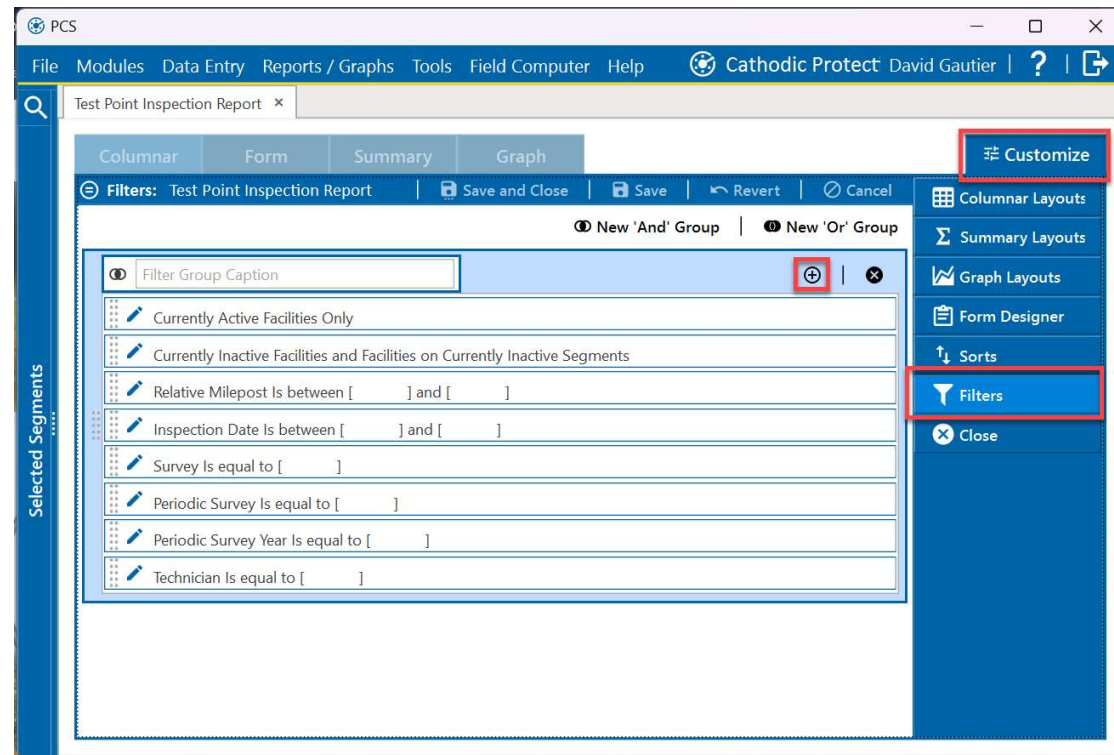 PCS
File Modules Data Entry Reports / Graphs Tools Field Computer Help Cathodic Protect David Gautier | ? |
Test Point Inspection Report ×
Columnar Form Summary Graph Customize
Filters: Test Point Inspection Report | Save and Close | Save | Revert | Cancel
New 'And' Group | New 'Or' Group
Filter Group Caption
Currently Active Facilities Only
Currently Inactive Facilities and Facilities on Currently Inactive Segments
Relative Milepost Is between [ ] and [ ]
Inspection Date Is between [ ] and [ ]
Survey Is equal to [ ]
Periodic Survey Is equal to [ ]
Periodic Survey Year Is equal to [ ]
Technician Is equal to [ ]
Columnar Layouts
Σ Summary Layouts
Graph Layouts
Form Designer
Sorts
Filters
Close
Selected Segments